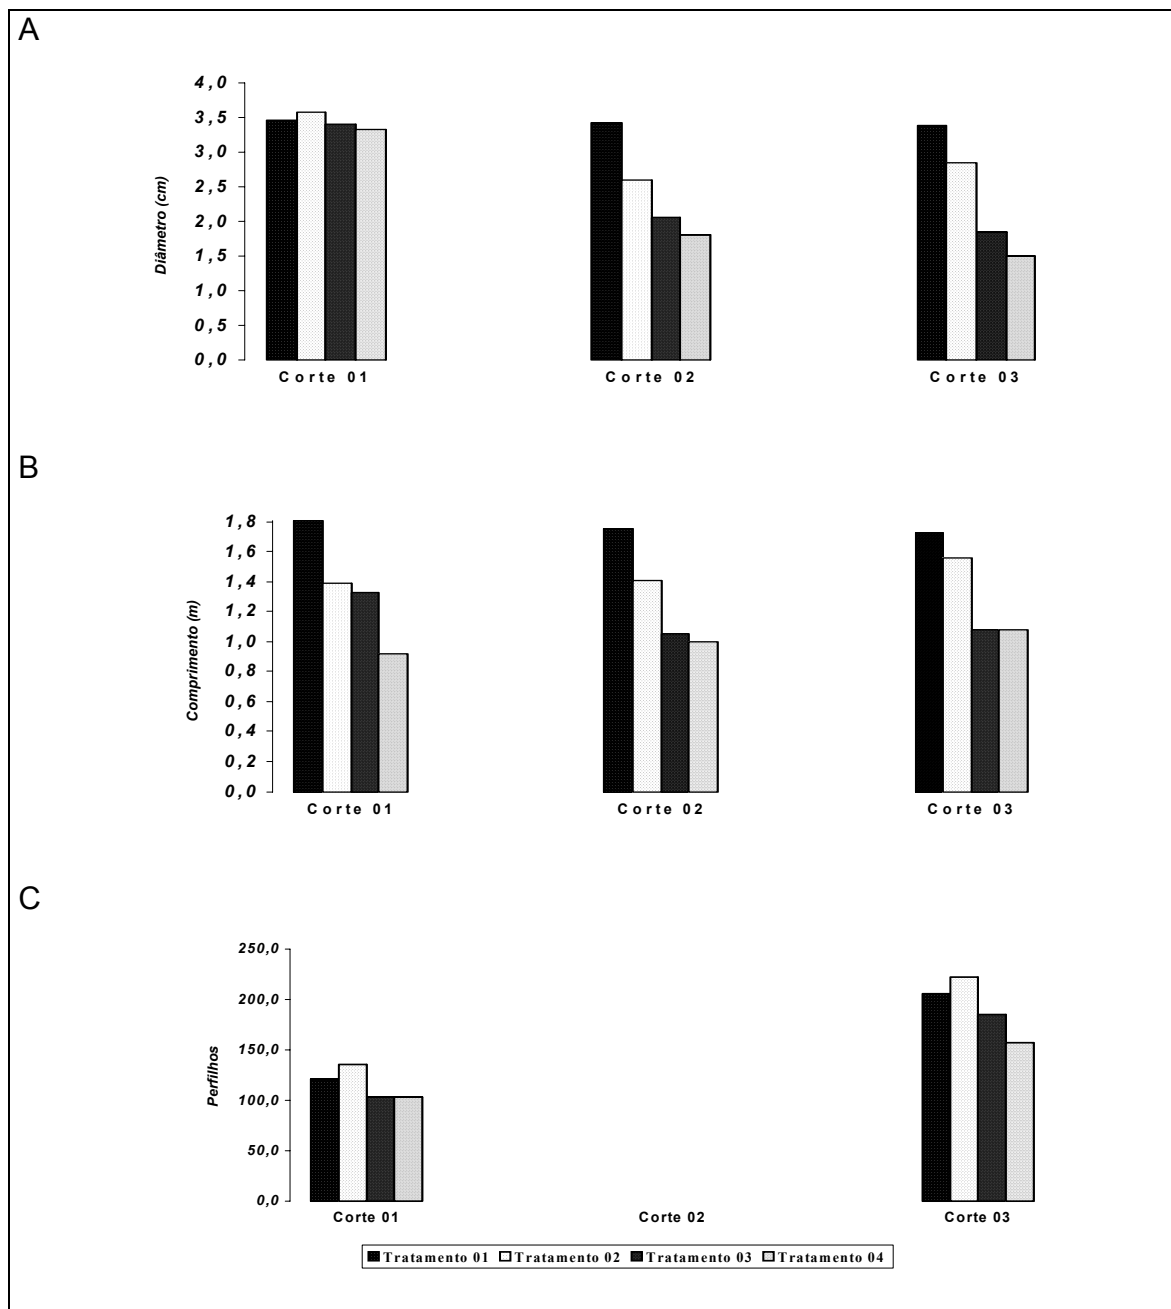 A
4,0
3,5
3,0
2,5
2,0
1,5
1,0
0,5
0,0
Diâmetro (cm)
Corte 01 Corte 02 Corte 03
B
1,8
1,6
1,4
1,2
1,0
0,8
0,6
0,4
0,2
0,0
Comprimento (m)
Corte 01 Corte 02 Corte 03
C
250,0
200,0
150,0
100,0
50,0
0,0
Perfilhos
Corte 01 Corte 02 Corte 03
Tratamento 01 Tratamento 02 Tratamento 03 Tratamento 04